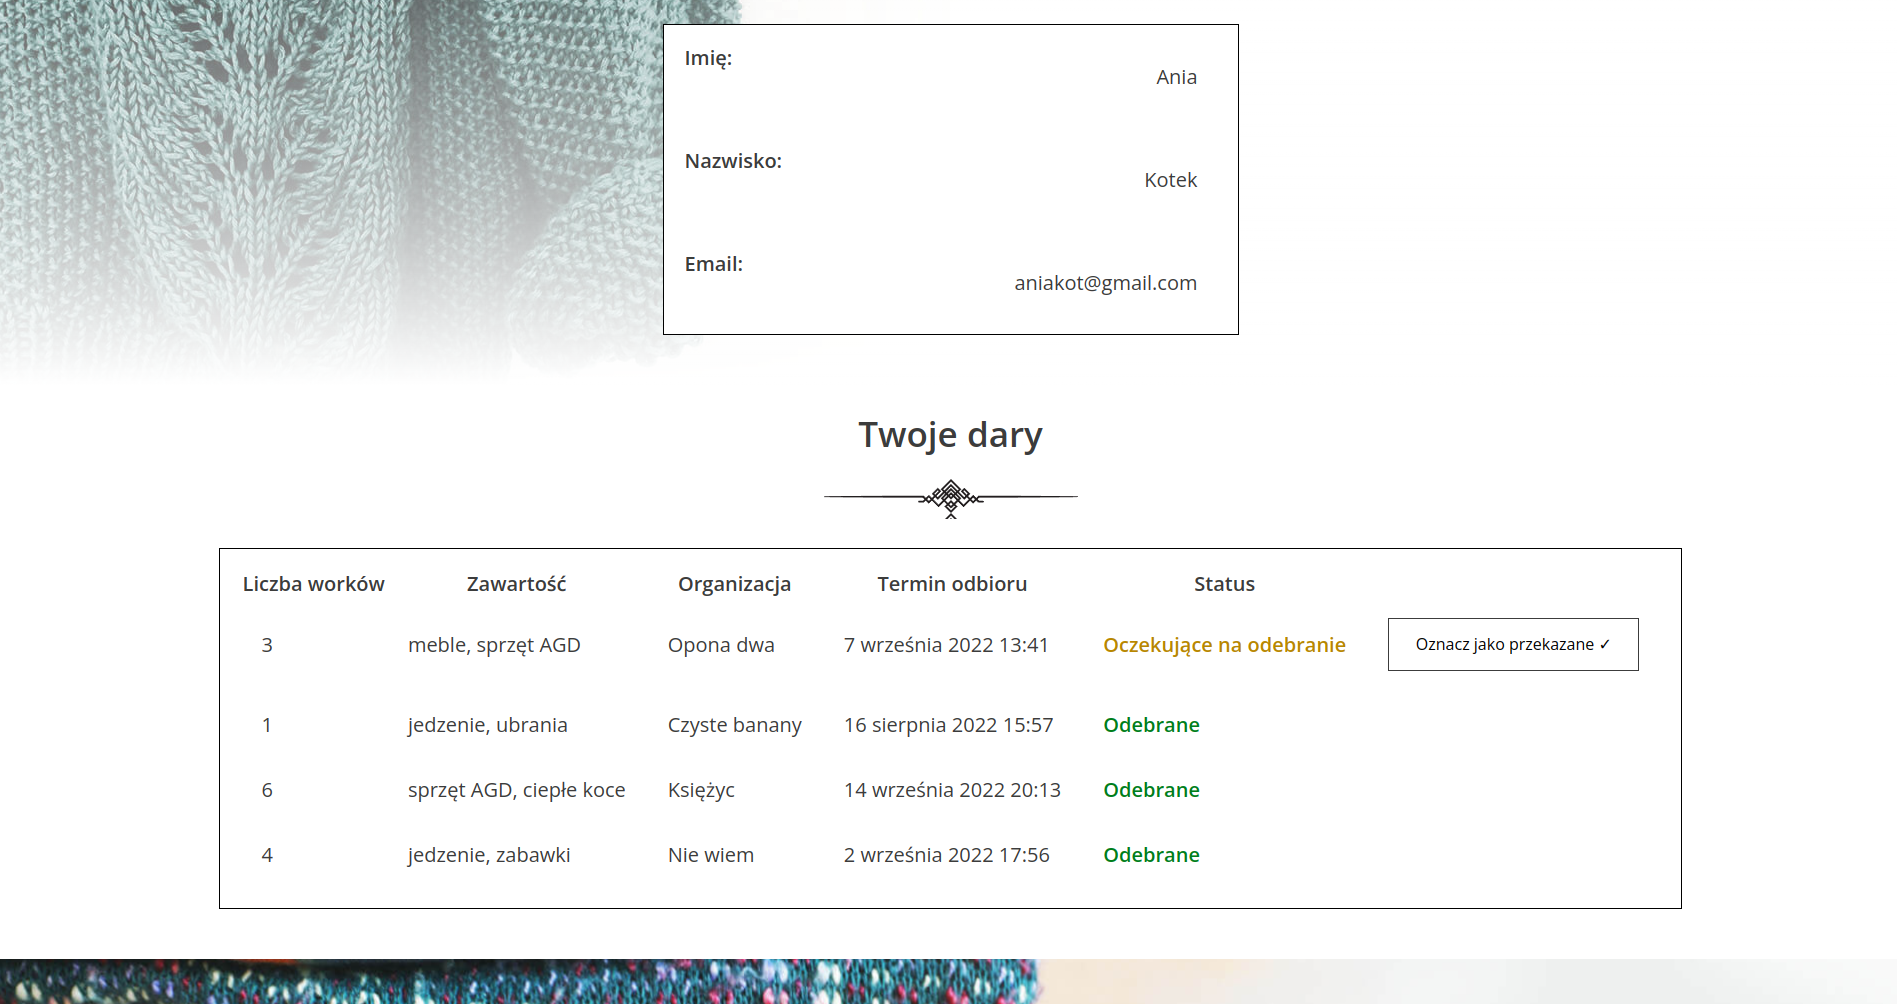 Imię:
Ania
Nazwisko:
Kotek
Email:
aniakot@gmail.com
Twoje dary
Liczba worków Zawartość Organizacja Termin odbioru Status
3 meble, sprzęt AGD Opona dwa 7 września 2022 13:41 Oczekujące na odebranie Oznacz jako przekazane ✓
1 jedzenie, ubrania Czyste banany 16 sierpnia 2022 15:57 Odebrane
6 sprzęt AGD, ciepłe koce Księżyc 14 września 2022 20:13 Odebrane
4 jedzenie, zabawki Nie wiem 2 września 2022 17:56 Odebrane